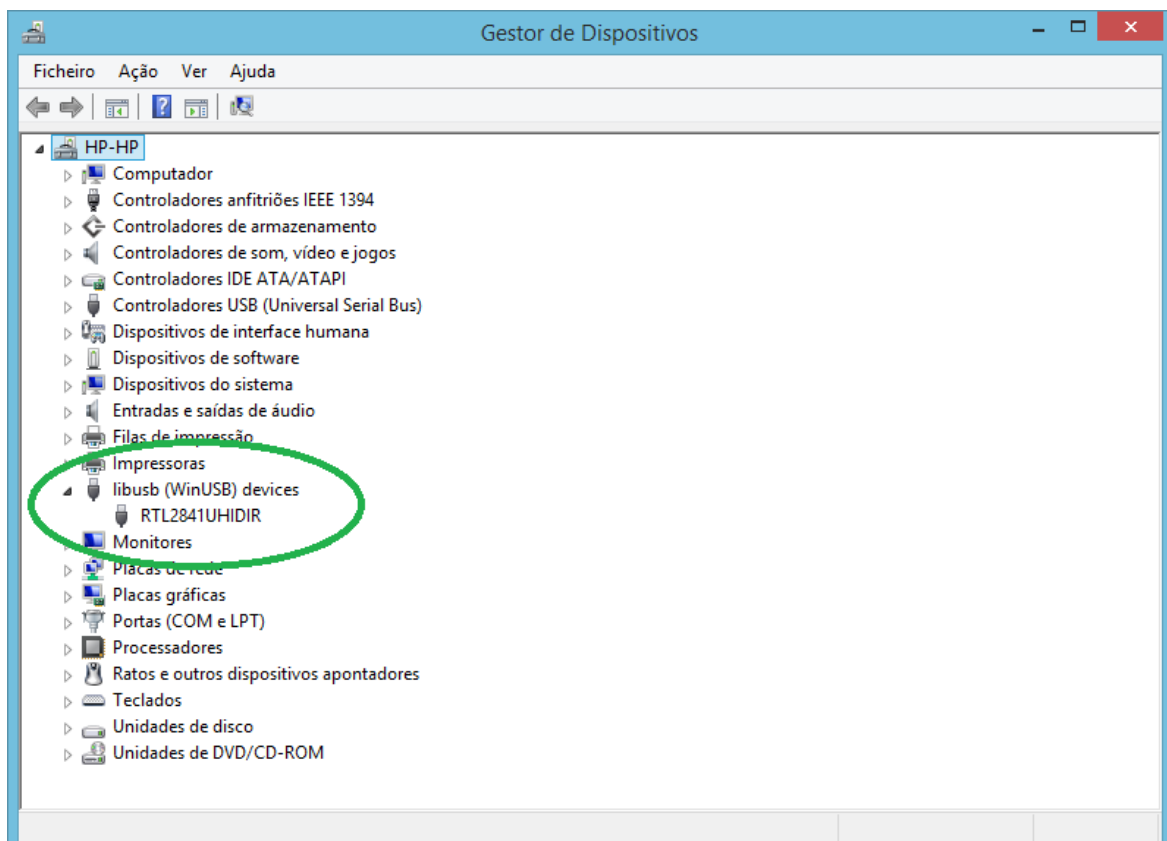 Gestor de Dispositivos
Ficheiro Ação Ver Ajuda
HP-HP
Computador
Controladores anfitriões IEEE 1394
Controladores de armazenamento
Controladores de som, vídeo e jogos
Controladores IDE ATA/ATAPI
Controladores USB (Universal Serial Bus)
Dispositivos de interface humana
Dispositivos de software
Dispositivos do sistema
Entradas e saídas de áudio
Filas de impressão
Impressoras
libusb (WinUSB) devices
RTL2841UHIDIR
Monitores
Placas de rede
Placas gráficas
Portas (COM e LPT)
Processadores
Ratos e outros dispositivos apontadores
Teclados
Unidades de disco
Unidades de DVD/CD-ROM